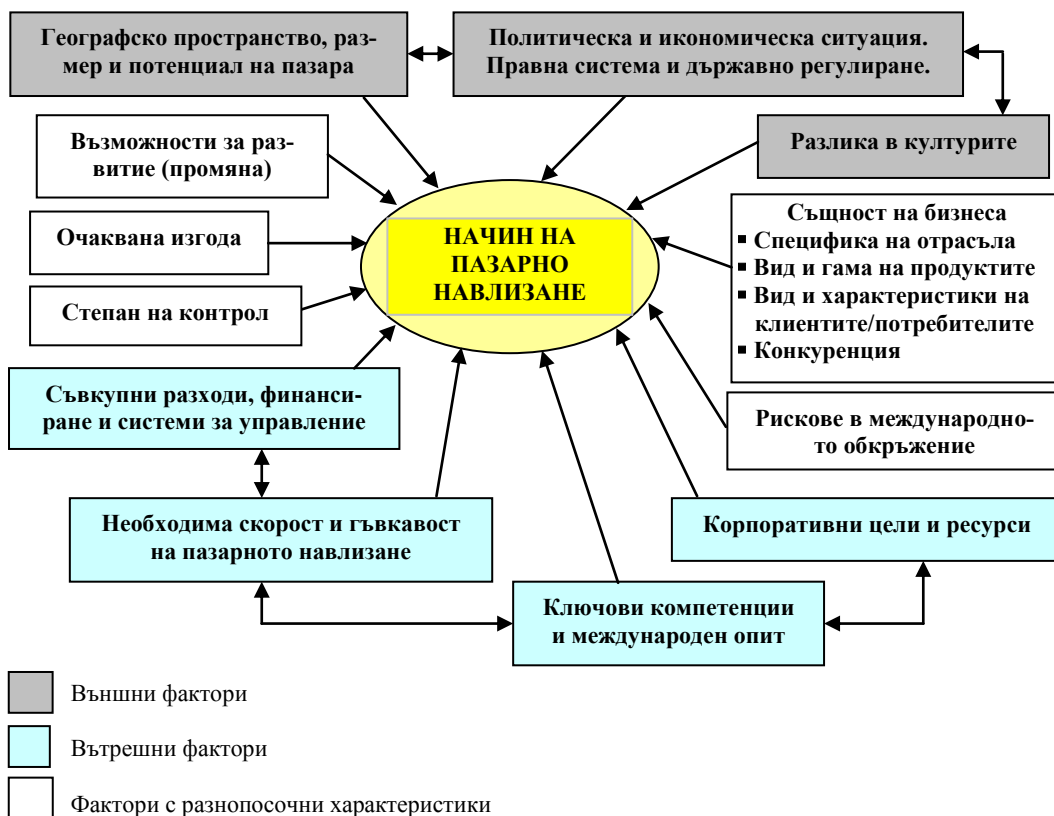 Географско пространство, раз-
мер и потенциал на пазара
Политическа и икономическа ситуация.
Правна система и държавно регулиране.
Възможности за раз-
витие (промяна)
Разлика в културите
Очаквана изгода
НАЧИН НА
ПАЗАРНО
НАВЛИЗАНЕ
Същност на бизнеса
▪ Специфика на отрасъла
▪ Вид и гама на продуктите
▪ Вид и характеристики на
клиентите/потребителите
▪ Конкуренция
Степан на контрол
Съвкупни разходи, финанси-
ране и системи за управление
Рискове в международно-
то обкръжение
Необходима скорост и гъвкавост
на пазарното навлизане
Корпоративни цели и ресурси
Ключови компетенции
и международен опит
Външни фактори
Вътрешни фактори
Фактори с разнопосочни характеристики